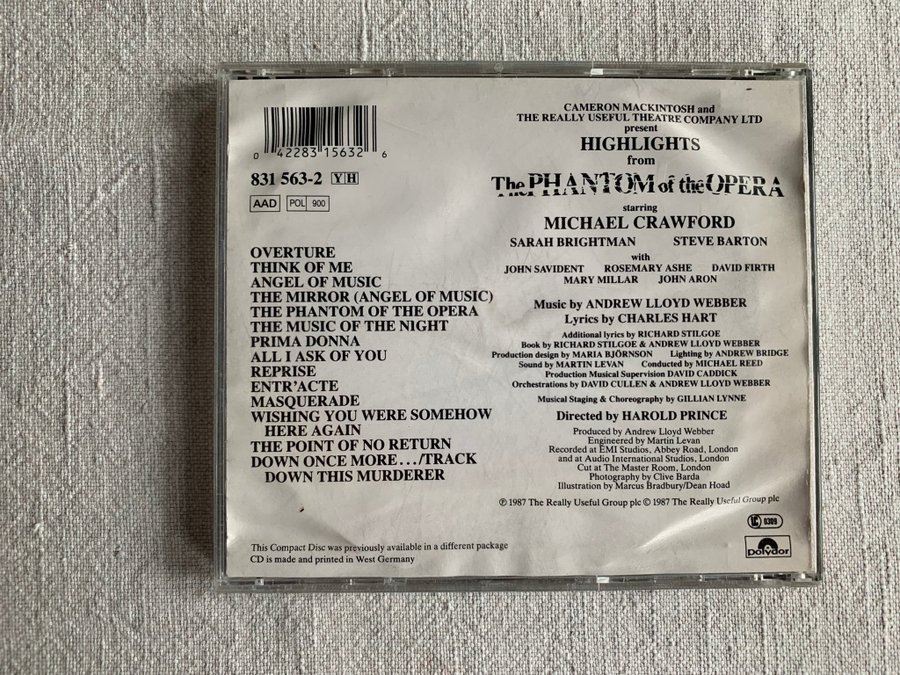 0 42283 15632 6
831 563-2 Y H
AAD POL 900
OVERTURE
THINK OF ME
ANGEL OF MUSIC
THE MIRROR (ANGEL OF MUSIC)
THE PHANTOM OF THE OPERA
THE MUSIC OF THE NIGHT
PRIMA DONNA
ALL I ASK OF YOU
REPRISE
ENTR'ACTE
MASQUERADE
WISHING YOU WERE SOMEHOW
HERE AGAIN
THE POINT OF NO RETURN
DOWN ONCE MORE.../TRACK
DOWN THIS MURDERER
This Compact Disc was previously available in a different package
CD is made and printed in West Germany
CAMERON MACKINTOSH and
THE REALLY USEFUL THEATRE COMPANY LTD
present
HIGHLIGHTS
from
The PHANTOM of the OPERA
starring
MICHAEL CRAWFORD
SARAH BRIGHTMAN STEVE BARTON
with
JOHN SAVIDENT ROSEMARY ASHE DAVID FIRTH
MARY MILLAR JOHN ARON
Music by ANDREW LLOYD WEBBER
Lyrics by CHARLES HART
Additional lyrics by RICHARD STILGOE
Book by RICHARD STILGOE & ANDREW LLOYD WEBBER
Production design by MARIA BJÖRNSON Lighting by ANDREW BRIDGE
Sound by MARTIN LEVAN Conducted by MICHAEL REED
Production Musical Supervision DAVID CADDICK
Orchestrations by DAVID CULLEN & ANDREW LLOYD WEBBER
Musical Staging & Choreography by GILLIAN LYNNE
Directed by HAROLD PRINCE
Produced by Andrew Lloyd Webber
Engineered by Martin Levan
Recorded at EMI Studios, Abbey Road, London
and at Audio International Studios, London
Cut at The Master Room, London
Photography by Clive Barda
Illustration by Marcus Bradbury/Dean Hoad
℗ 1987 The Really Useful Group plc © 1987 The Really Useful Group plc
LC 0309
Polydor